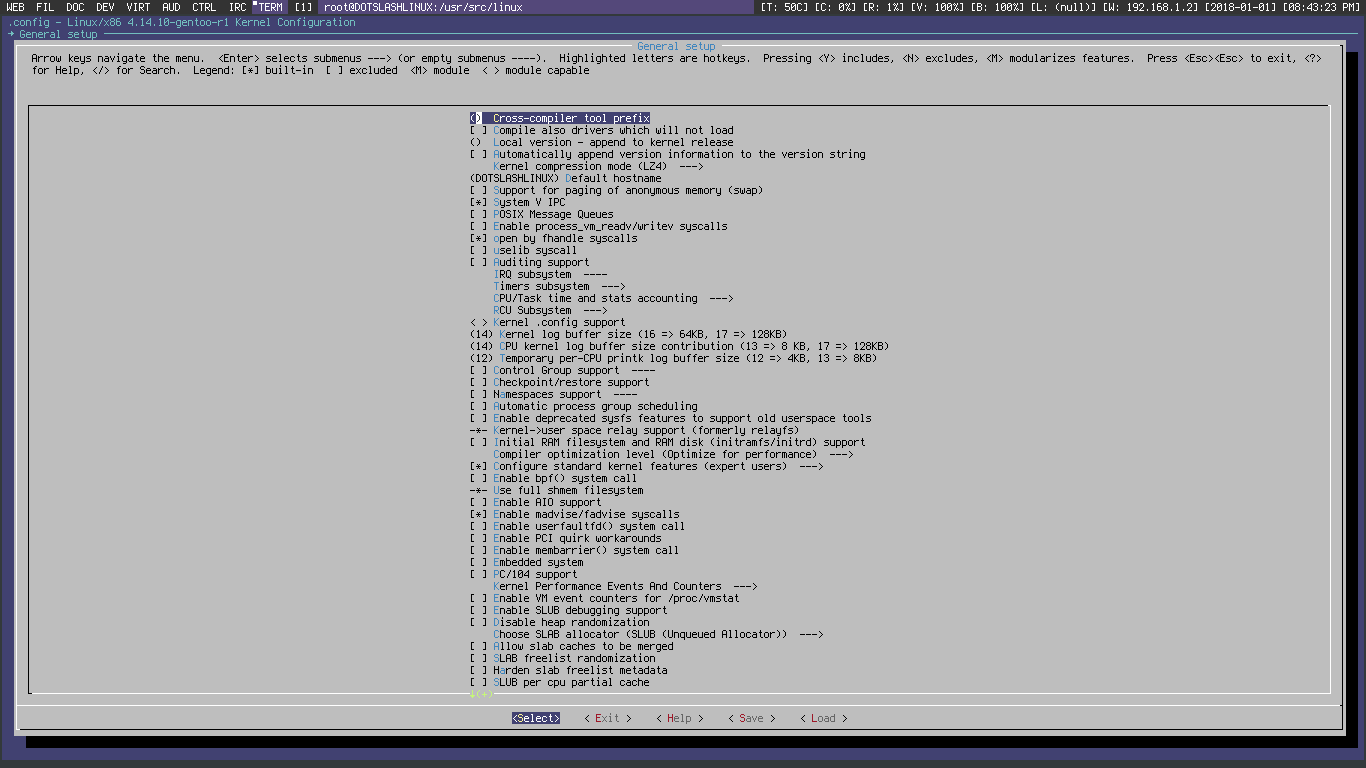 WEB FIL DOC DEV VIRT AUD CTRL IRC TERM [1] root@DOTSLASHLINUX:/usr/src/linux [T: 50C] [C: 0%] [R: 1%] [V: 100%] [B: 100%] [L: (null)] [W: 192.168.1.2] [2018-01-01] [08:43:23 PM]
.config - Linux/x86 4.14.10-gentoo-r1 Kernel Configuration
→ General setup
General setup
Arrow keys navigate the menu.  <Enter> selects submenus ---> (or empty submenus ----).  Highlighted letters are hotkeys.  Pressing <Y> includes, <N> excludes, <M> modularizes features.  Press <Esc><Esc> to exit, <?>
for Help, </> for Search.  Legend: [*] built-in  [ ] excluded  <M> module  < > module capable
()  Cross-compiler tool prefix
[ ] Compile also drivers which will not load
()  Local version - append to kernel release
[ ] Automatically append version information to the version string
Kernel compression mode (LZ4)  --->
(DOTSLASHLINUX) Default hostname
[ ] Support for paging of anonymous memory (swap)
[*] System V IPC
[ ] POSIX Message Queues
[ ] Enable process_vm_readv/writev syscalls
[*] open by fhandle syscalls
[ ] uselib syscall
[ ] Auditing support
IRQ subsystem  ----
Timers subsystem  --->
CPU/Task time and stats accounting  --->
RCU Subsystem  --->
< > Kernel .config support
(14) Kernel log buffer size (16 => 64KB, 17 => 128KB)
(14) CPU kernel log buffer size contribution (13 => 8 KB, 17 => 128KB)
(12) Temporary per-CPU printk log buffer size (12 => 4KB, 13 => 8KB)
[ ] Control Group support  ----
[ ] Checkpoint/restore support
[ ] Namespaces support  ----
[ ] Automatic process group scheduling
[ ] Enable deprecated sysfs features to support old userspace tools
-*- Kernel->user space relay support (formerly relayfs)
[ ] Initial RAM filesystem and RAM disk (initramfs/initrd) support
Compiler optimization level (Optimize for performance)  --->
[*] Configure standard kernel features (expert users)  --->
[ ] Enable bpf() system call
-*- Use full shmem filesystem
[ ] Enable AIO support
[*] Enable madvise/fadvise syscalls
[ ] Enable userfaultfd() system call
[ ] Enable PCI quirk workarounds
[ ] Enable membarrier() system call
[ ] Embedded system
[ ] PC/104 support
Kernel Performance Events And Counters  --->
[ ] Enable VM event counters for /proc/vmstat
[ ] Enable SLUB debugging support
[ ] Disable heap randomization
Choose SLAB allocator (SLUB (Unqueued Allocator))  --->
[ ] Allow slab caches to be merged
[ ] SLAB freelist randomization
[ ] Harden slab freelist metadata
[ ] SLUB per cpu partial cache
↓(+)
<Select>    < Exit >    < Help >    < Save >    < Load >